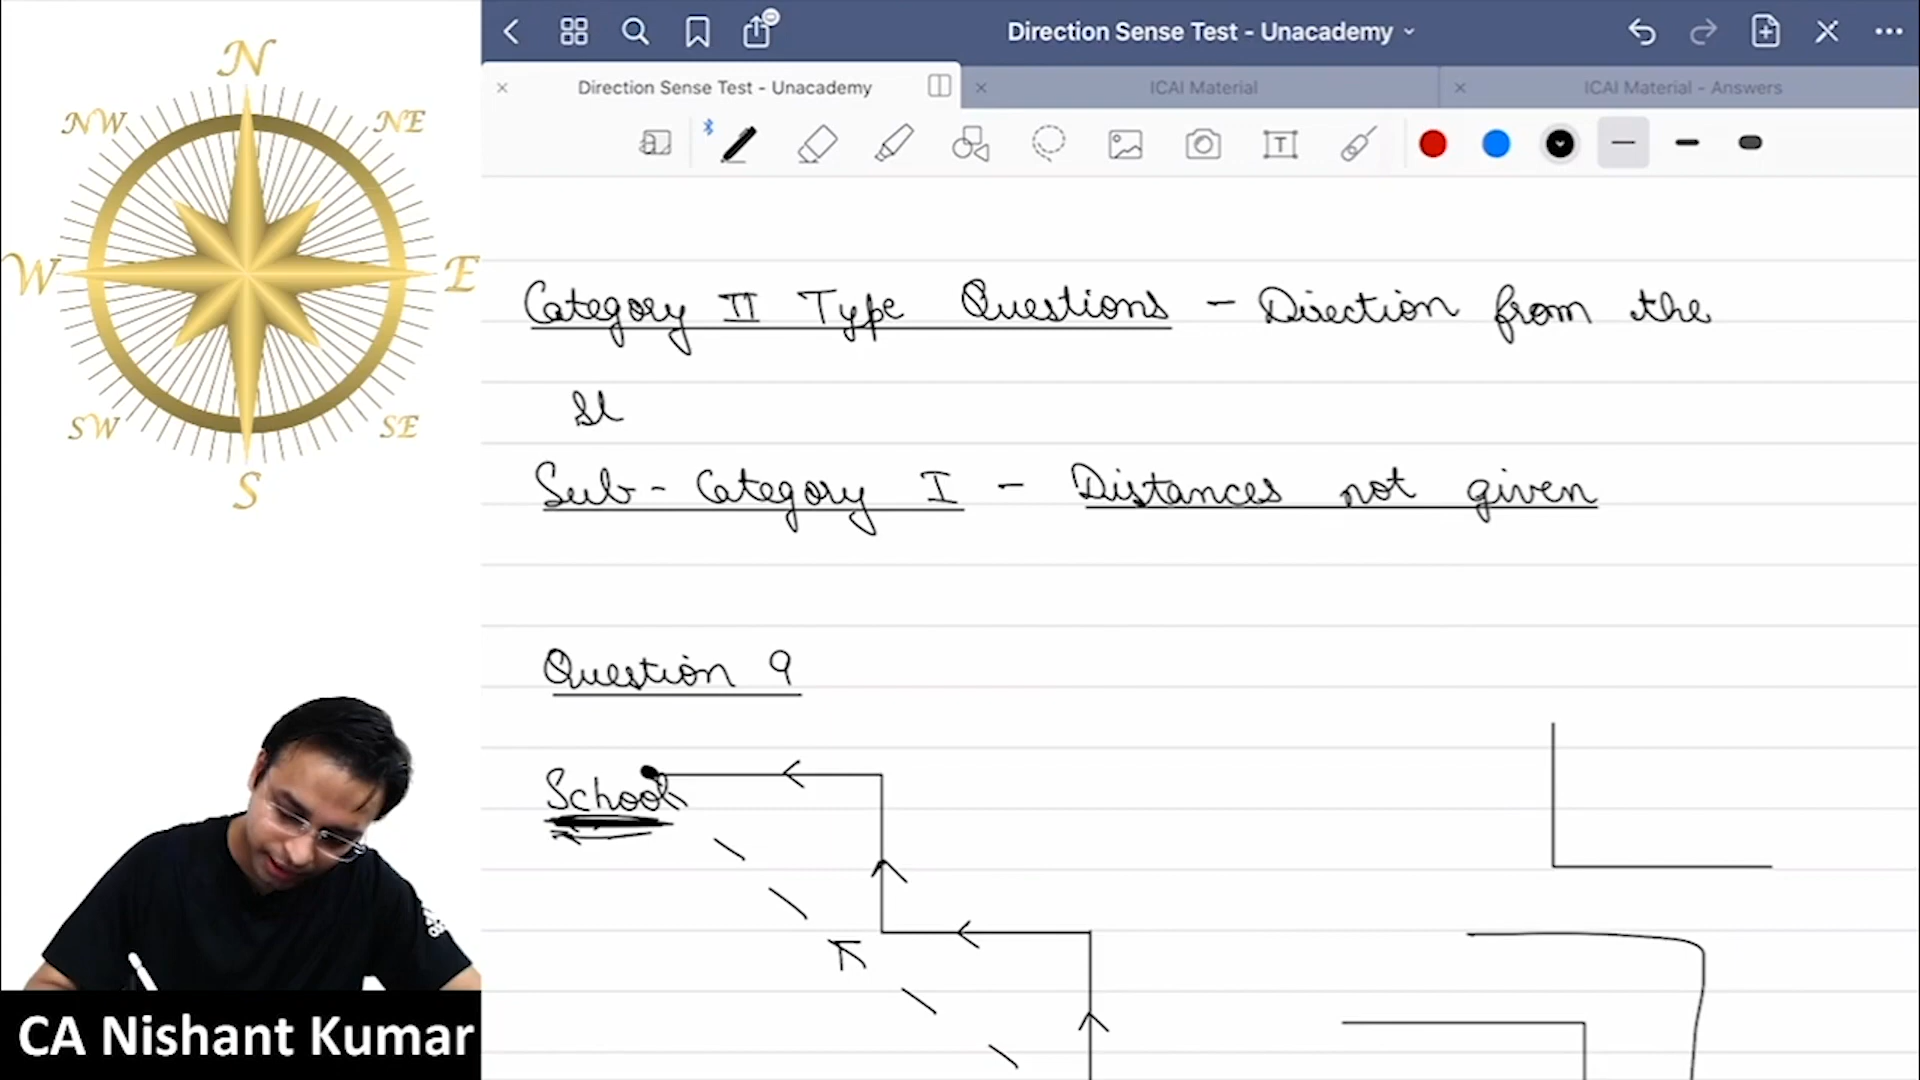 N
NW
NE
W
E
SW
SE
S
CA Nishant Kumar
Direction Sense Test - Unacademy
Direction Sense Test - Unacademy
ICAI Material
ICAI Material - Answers
T
Category II Type Questions - Direction from the
St
Sub-Category I - Distances not given
Question 9
School